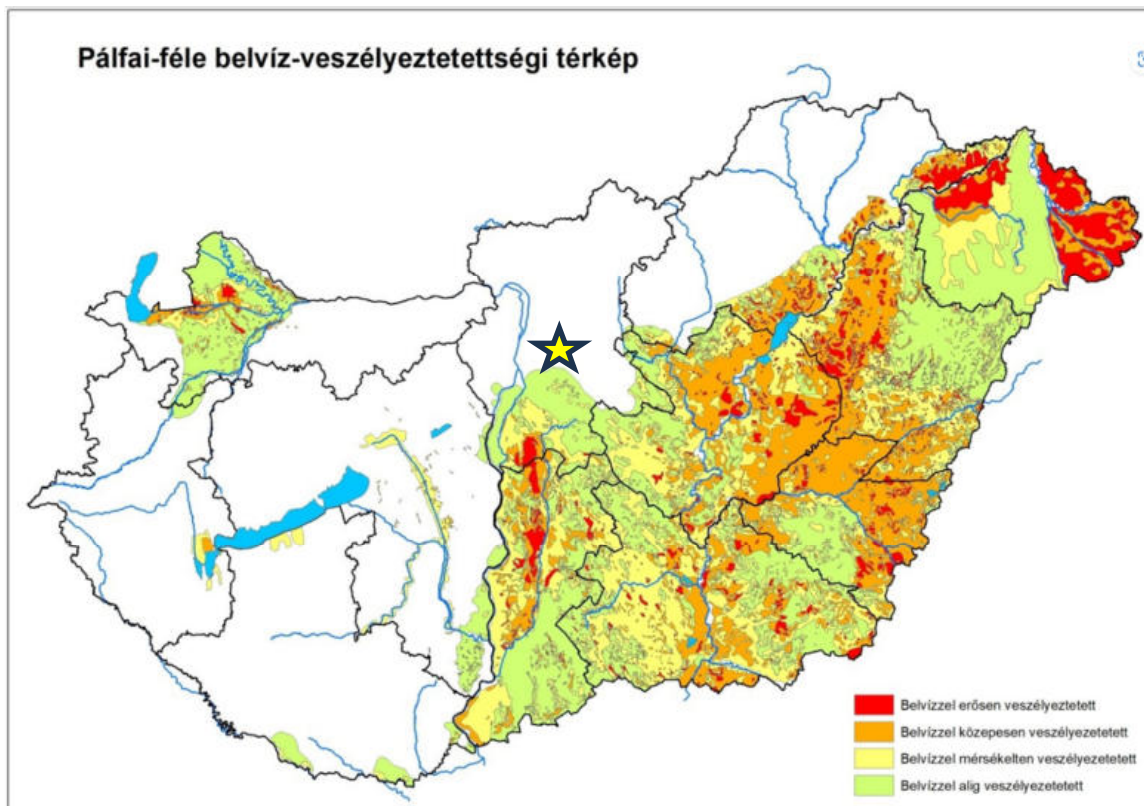 Pálfai-féle belvíz-veszélyeztetettségi térkép
Belvízzel erősen veszélyeztetett
Belvízzel közepesen veszélyezetetett
Belvízzel mérsékelten veszélyezetetett
Belvízzel alig veszélyezetetett